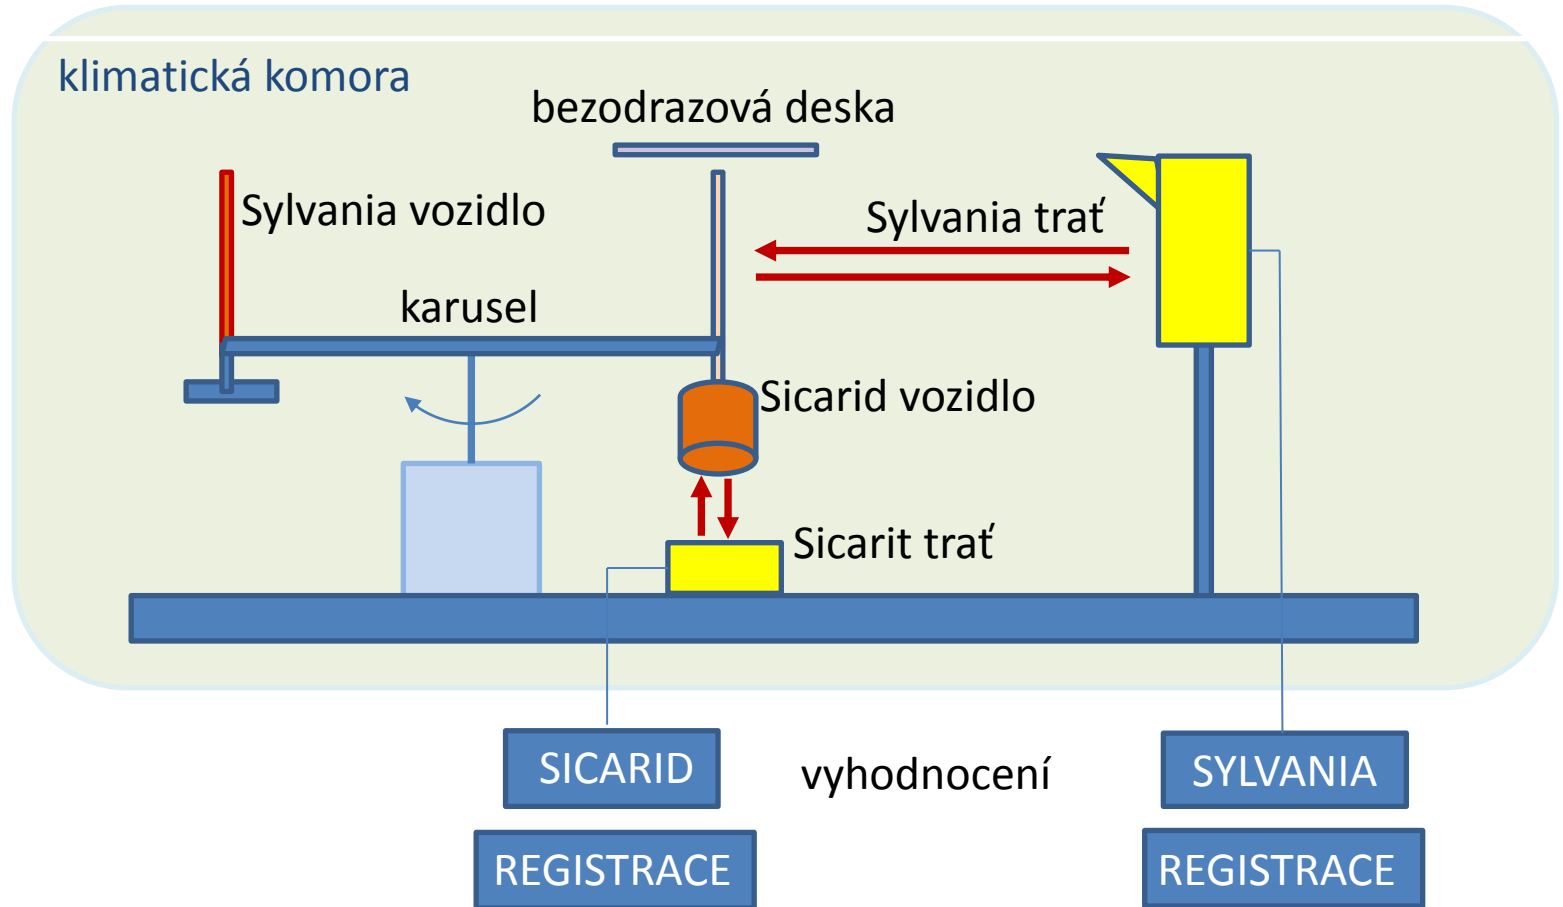 klimatická komora
bezodrazová deska
Sylvania vozidlo
Sylvania trať
karusel
Sicarid vozidlo
Sicarit trať
SICARID
vyhodnocení
SYLVANIA
REGISTRACE
REGISTRACE